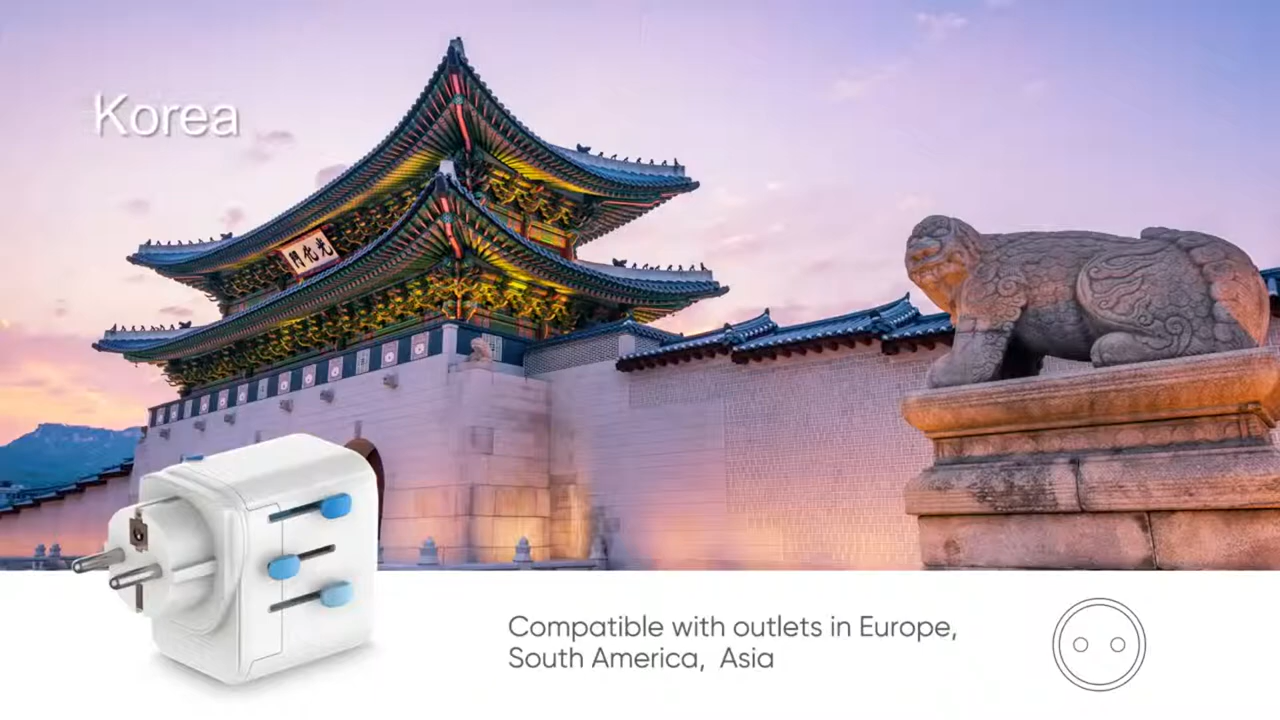 Korea
光化門
Compatible with outlets in Europe,
South America, Asia